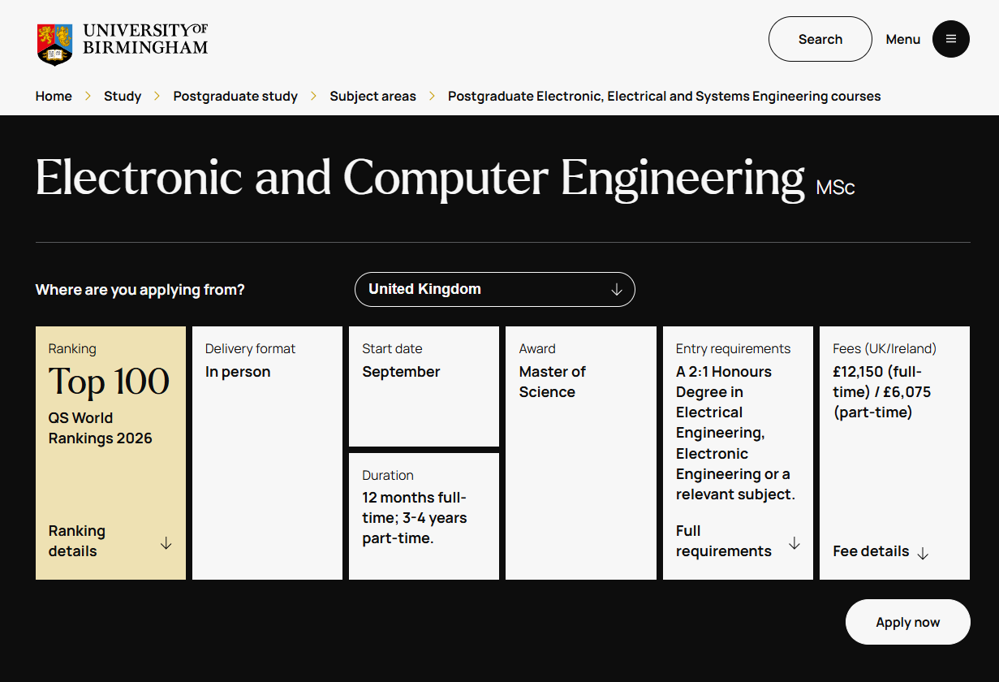 UNIVERSITY OF
BIRMINGHAM
Search
Menu
Home
Study
Postgraduate study
Subject areas
Postgraduate Electronic, Electrical and Systems Engineering courses
Electronic and Computer Engineering MSc
Where are you applying from?
United Kingdom
Ranking
Top 100
QS World
Rankings 2026
Ranking
details
Delivery format
In person
Start date
September
Duration
12 months full-
time; 3-4 years
part-time.
Award
Master of
Science
Entry requirements
A 2:1 Honours
Degree in
Electrical
Engineering,
Electronic
Engineering or a
relevant subject.
Full
requirements
Fees (UK/Ireland)
£12,150 (full-
time) / £6,075
(part-time)
Fee details
Apply now